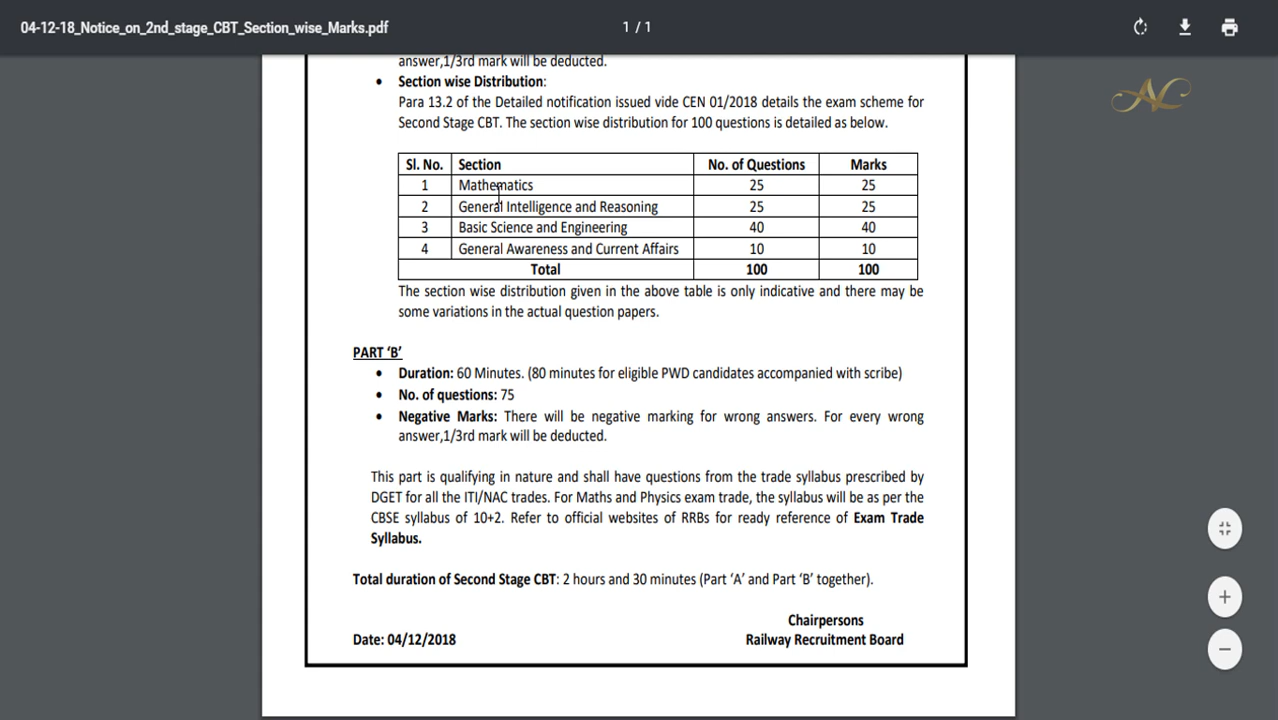 04-12-18_Notice_on_2nd_stage_CBT_Section_wise_Marks.pdf
1 / 1
answer,1/3rd mark will be deducted.
• Section wise Distribution:
Para 13.2 of the Detailed notification issued vide CEN 01/2018 details the exam scheme for
Second Stage CBT. The section wise distribution for 100 questions is detailed as below.
Sl. No. Section No. of Questions Marks
1 Mathematics 25 25
2 General Intelligence and Reasoning 25 25
3 Basic Science and Engineering 40 40
4 General Awareness and Current Affairs 10 10
Total 100 100
The section wise distribution given in the above table is only indicative and there may be
some variations in the actual question papers.
PART ‘B’
• Duration: 60 Minutes. (80 minutes for eligible PWD candidates accompanied with scribe)
• No. of questions: 75
• Negative Marks: There will be negative marking for wrong answers. For every wrong
answer,1/3rd mark will be deducted.
This part is qualifying in nature and shall have questions from the trade syllabus prescribed by
DGET for all the ITI/NAC trades. For Maths and Physics exam trade, the syllabus will be as per the
CBSE syllabus of 10+2. Refer to official websites of RRBs for ready reference of Exam Trade
Syllabus.
Total duration of Second Stage CBT: 2 hours and 30 minutes (Part ‘A’ and Part ‘B’ together).
Chairpersons
Date: 04/12/2018 Railway Recruitment Board